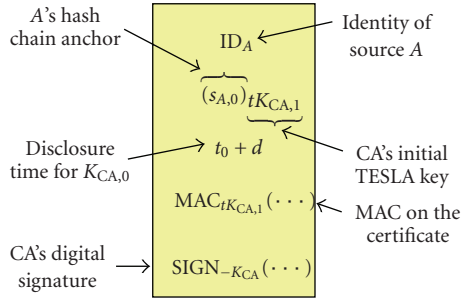 A's hash
chain anchor
ID_A
Identity of
source A
(s_{A,0})_{tK_{CA,1}}
Disclosure
time for K_{CA,0}
t_0 + d
CA's initial
TESLA key
MAC_{tK_{CA,1}}(· · ·)
MAC on the
certificate
CA's digital
signature
SIGN_{−K_{CA}}(· · ·)